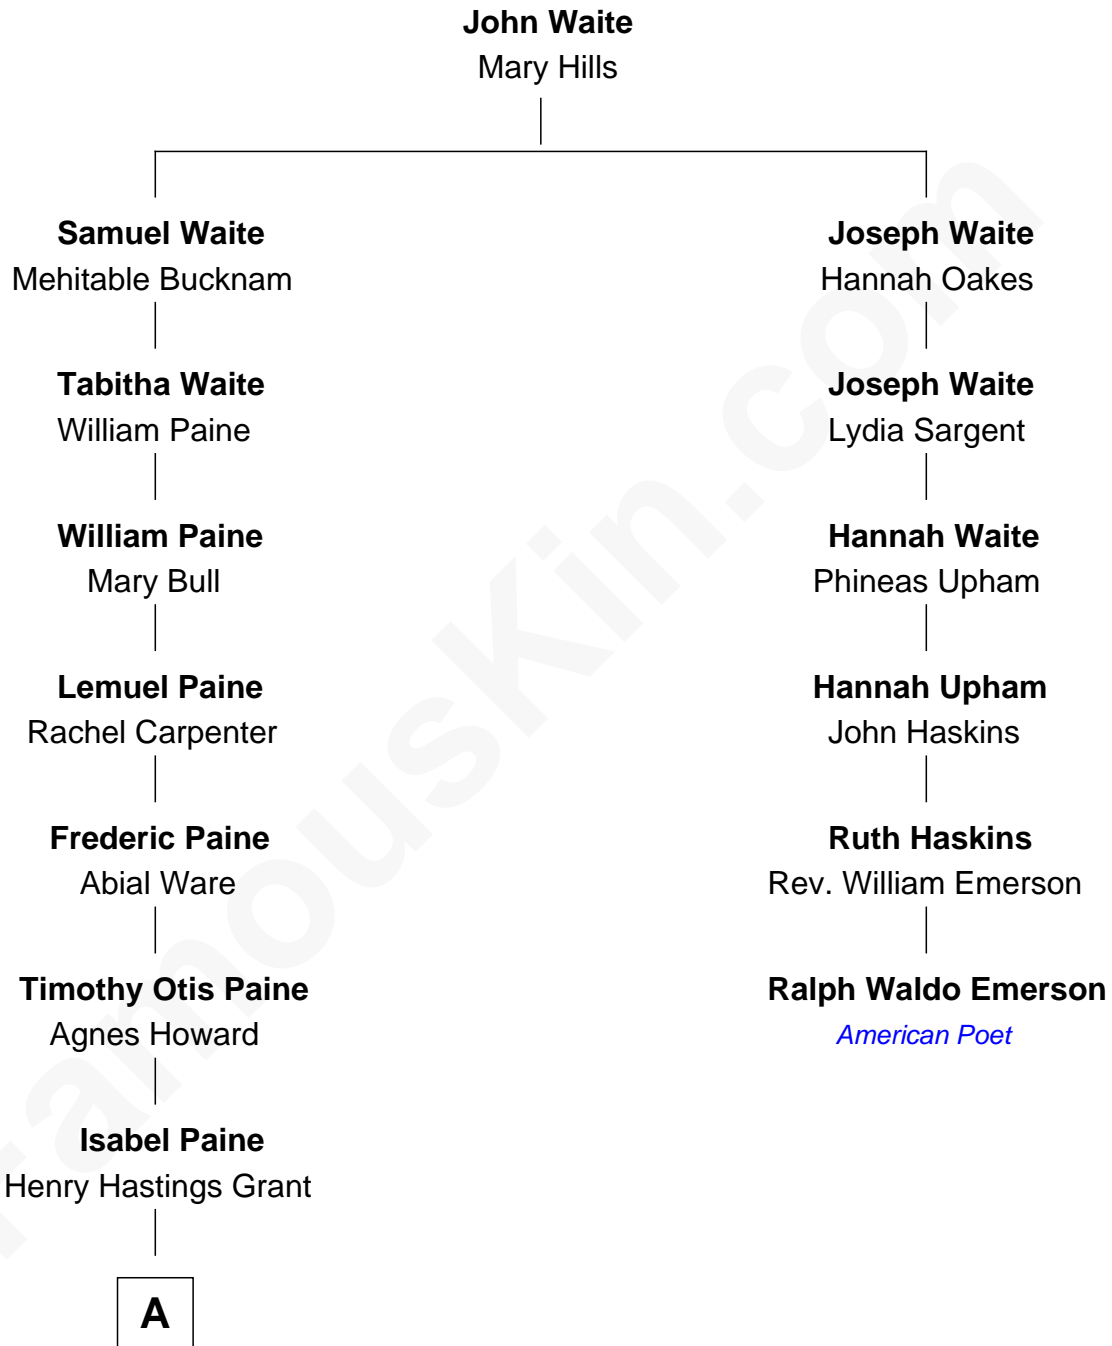 John Waite
Mary Hills
Samuel Waite
Mehitable Bucknam
Tabitha Waite
William Paine
William Paine
Mary Bull
Lemuel Paine
Rachel Carpenter
Frederic Paine
Abial Ware
Timothy Otis Paine
Agnes Howard
Isabel Paine
Henry Hastings Grant
A
Joseph Waite
Hannah Oakes
Joseph Waite
Lydia Sargent
Hannah Waite
Phineas Upham
Hannah Upham
John Haskins
Ruth Haskins
Rev. William Emerson
Ralph Waldo Emerson
American Poet
famouskin.com